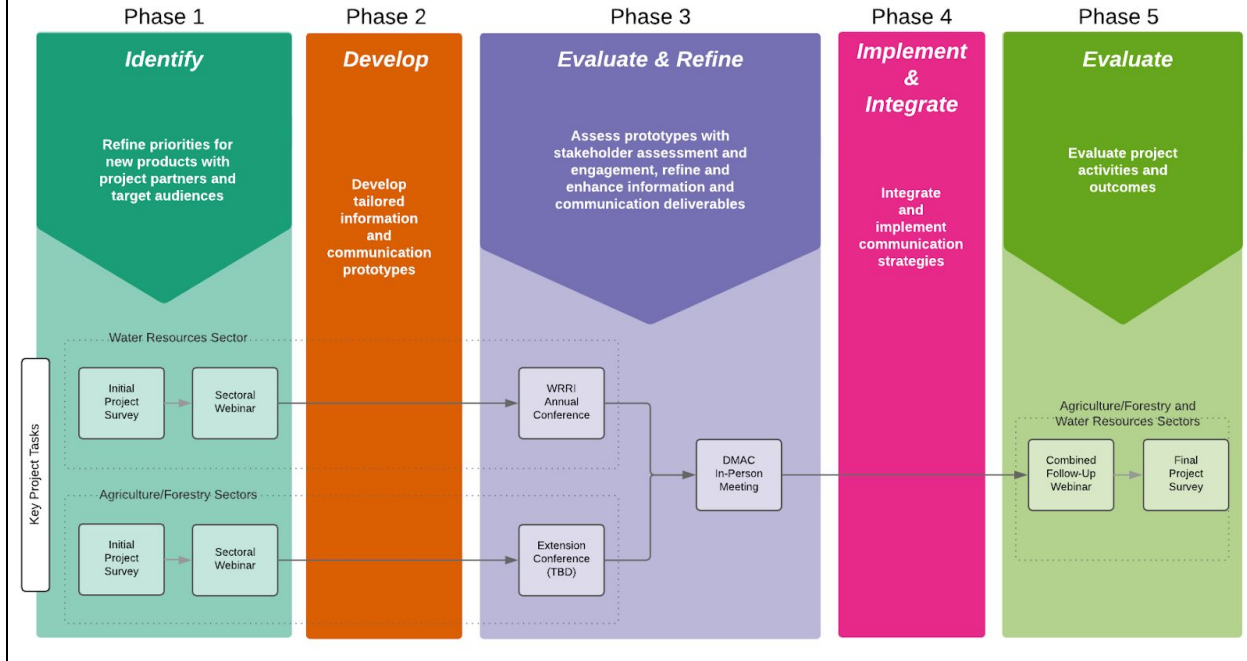 Phase 1
Phase 2
Phase 3
Phase 4
Phase 5
Identify
Refine priorities for
new products with
project partners and
target audiences
Develop
Develop
tailored
information
and
communication
prototypes
Evaluate & Refine
Assess prototypes with
stakeholder assessment and
engagement, refine and
enhance information and
communication deliverables
Implement
&
Integrate
Integrate
and
implement
communication
strategies
Evaluate
Evaluate project
activities and
outcomes
Key Project Tasks
Water Resources Sector
Initial
Project
Survey
Sectoral
Webinar
WRRI
Annual
Conference
Agriculture/Forestry Sectors
Initial
Project
Survey
Sectoral
Webinar
Extension
Conference
(TBD)
DMAC
In-Person
Meeting
Agriculture/Forestry and
Water Resources Sectors
Combined
Follow-Up
Webinar
Final
Project
Survey